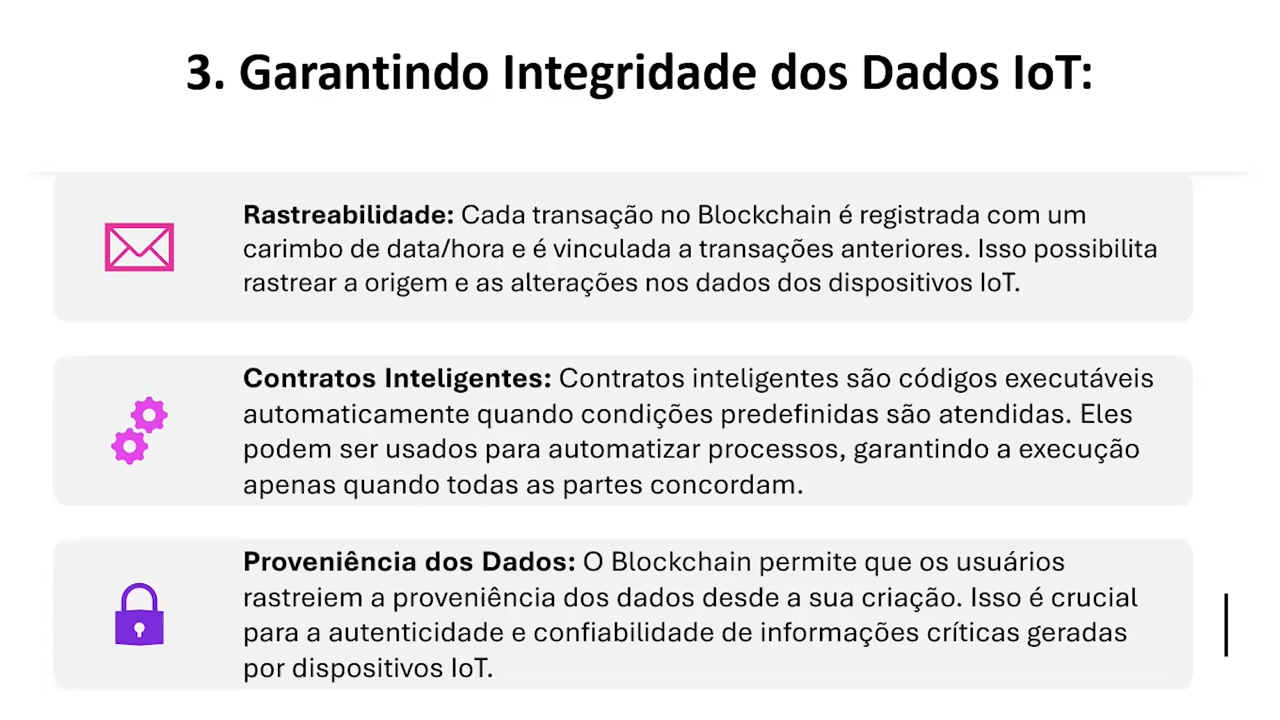 3. Garantindo Integridade dos Dados IoT:
Rastreabilidade: Cada transação no Blockchain é registrada com um
carimbo de data/hora e é vinculada a transações anteriores. Isso possibilita
rastrear a origem e as alterações nos dados dos dispositivos IoT.
Contratos Inteligentes: Contratos inteligentes são códigos executáveis
automaticamente quando condições predefinidas são atendidas. Eles
podem ser usados para automatizar processos, garantindo a execução
apenas quando todas as partes concordam.
Proveniência dos Dados: O Blockchain permite que os usuários
rastreiem a proveniência dos dados desde a sua criação. Isso é crucial
para a autenticidade e confiabilidade de informações críticas geradas
por dispositivos IoT.